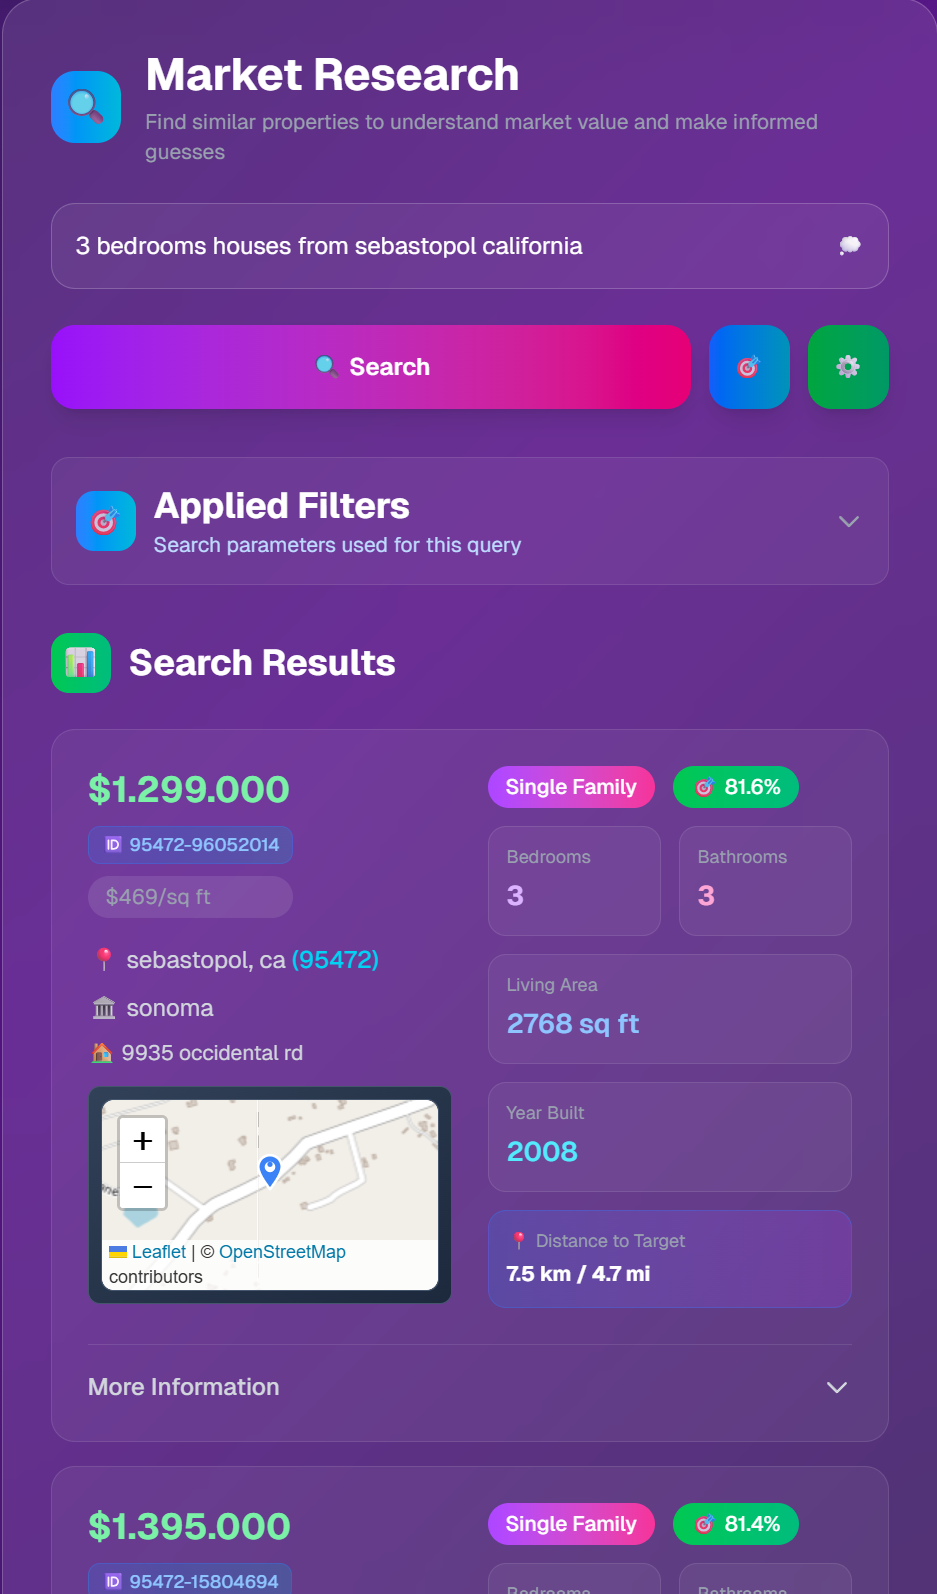 Market Research
Find similar properties to understand market value and make informed
guesses
3 bedrooms houses from sebastopol california
Search
Applied Filters
Search parameters used for this query
Search Results
$1.299.000
ID 95472-96052014
$469/sq ft
sebastopol, ca (95472)
sonoma
9935 occidental rd
+
−
Leaflet | © OpenStreetMap
contributors
Single Family
81.6%
Bedrooms
3
Bathrooms
3
Living Area
2768 sq ft
Year Built
2008
Distance to Target
7.5 km / 4.7 mi
More Information
$1.395.000
ID 95472-15804694
Single Family
81.4%
Bedrooms
Bathrooms